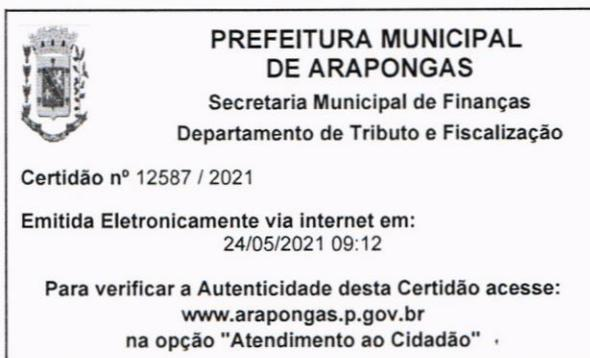 PREFEITURA MUNICIPAL
DE ARAPONGAS
Secretaria Municipal de Finanças
Departamento de Tributo e Fiscalização
Certidão nº 12587 / 2021
Emitida Eletronicamente via internet em:
24/05/2021 09:12
Para verificar a Autenticidade desta Certidão acesse:
www.arapongas.p.gov.br
na opção "Atendimento ao Cidadão"